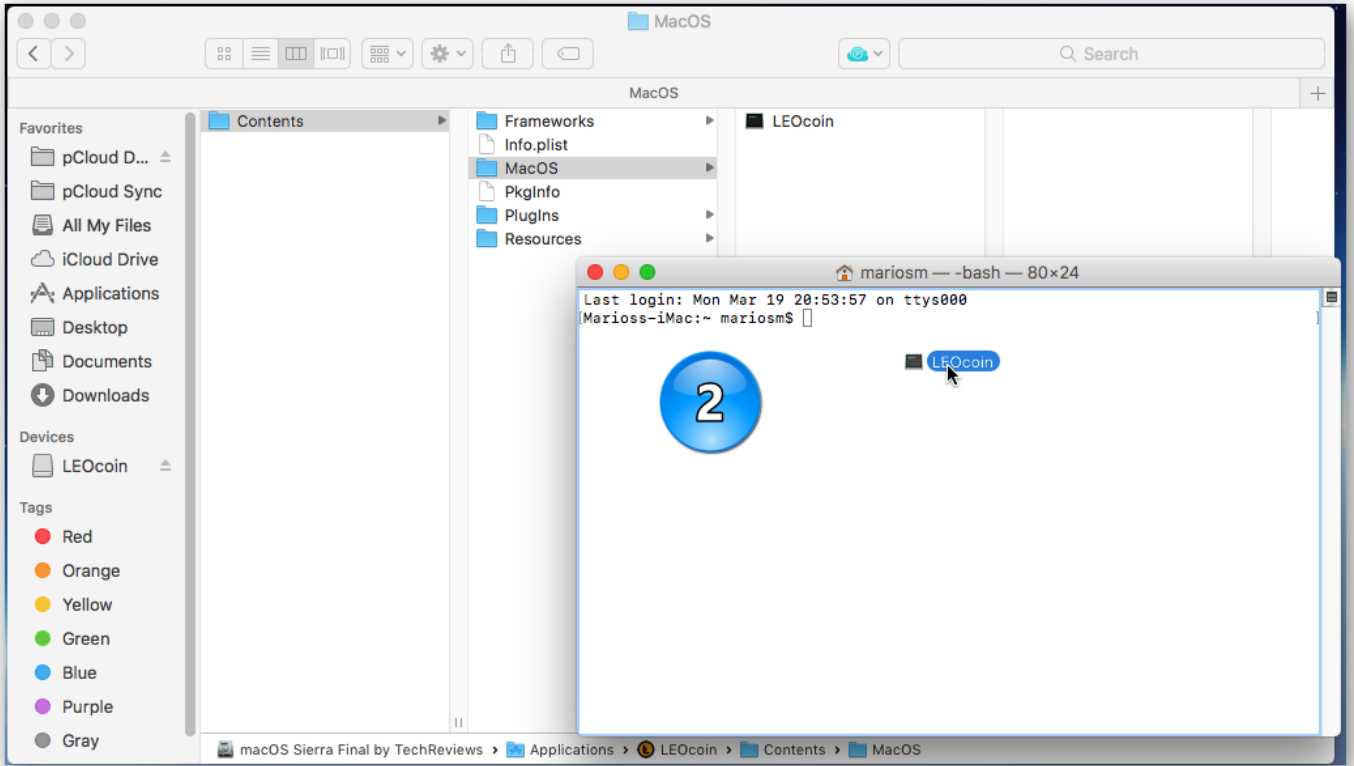 MacOS
Search
MacOS
Favorites
pCloud D...
pCloud Sync
All My Files
iCloud Drive
Applications
Desktop
Documents
Downloads
Devices
LEOcoin
Tags
Red
Orange
Yellow
Green
Blue
Purple
Gray
Contents
Frameworks
Info.plist
MacOS
PkgInfo
PlugIns
Resources
LEOcoin
mariosm — -bash — 80×24
Last login: Mon Mar 19 20:53:57 on ttys000
[Marioss-iMac:~ mariosm$ ]
2
LEOcoin
macOS Sierra Final by TechReviews › Applications › LEOcoin › Contents › MacOS